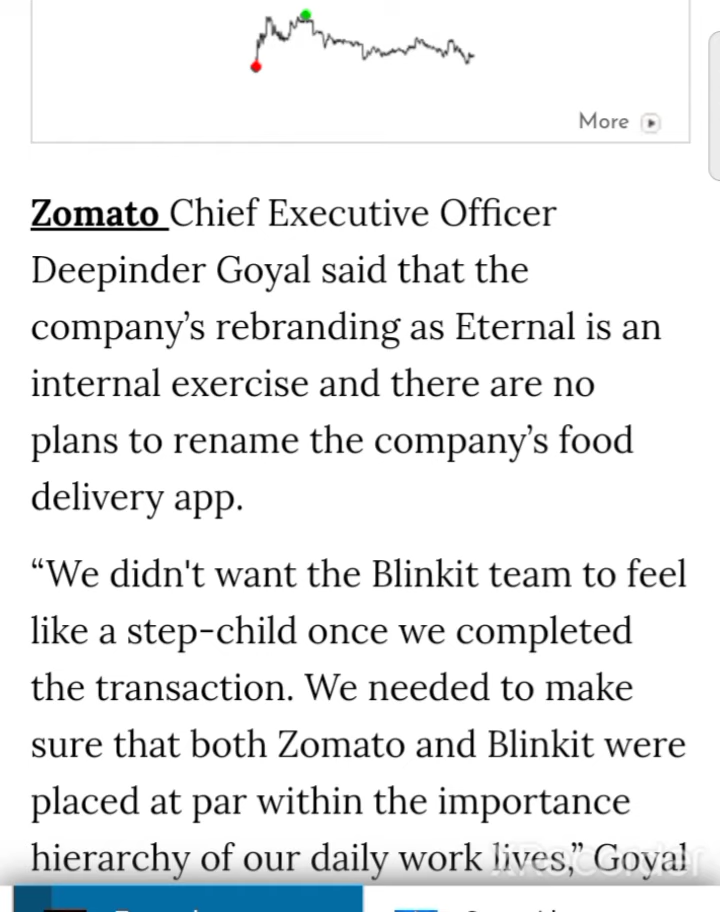 More
Zomato Chief Executive Officer
Deepinder Goyal said that the
company’s rebranding as Eternal is an
internal exercise and there are no
plans to rename the company’s food
delivery app.
“We didn't want the Blinkit team to feel
like a step-child once we completed
the transaction. We needed to make
sure that both Zomato and Blinkit were
placed at par within the importance
hierarchy of our daily work lives,” Goyal
XRecorder